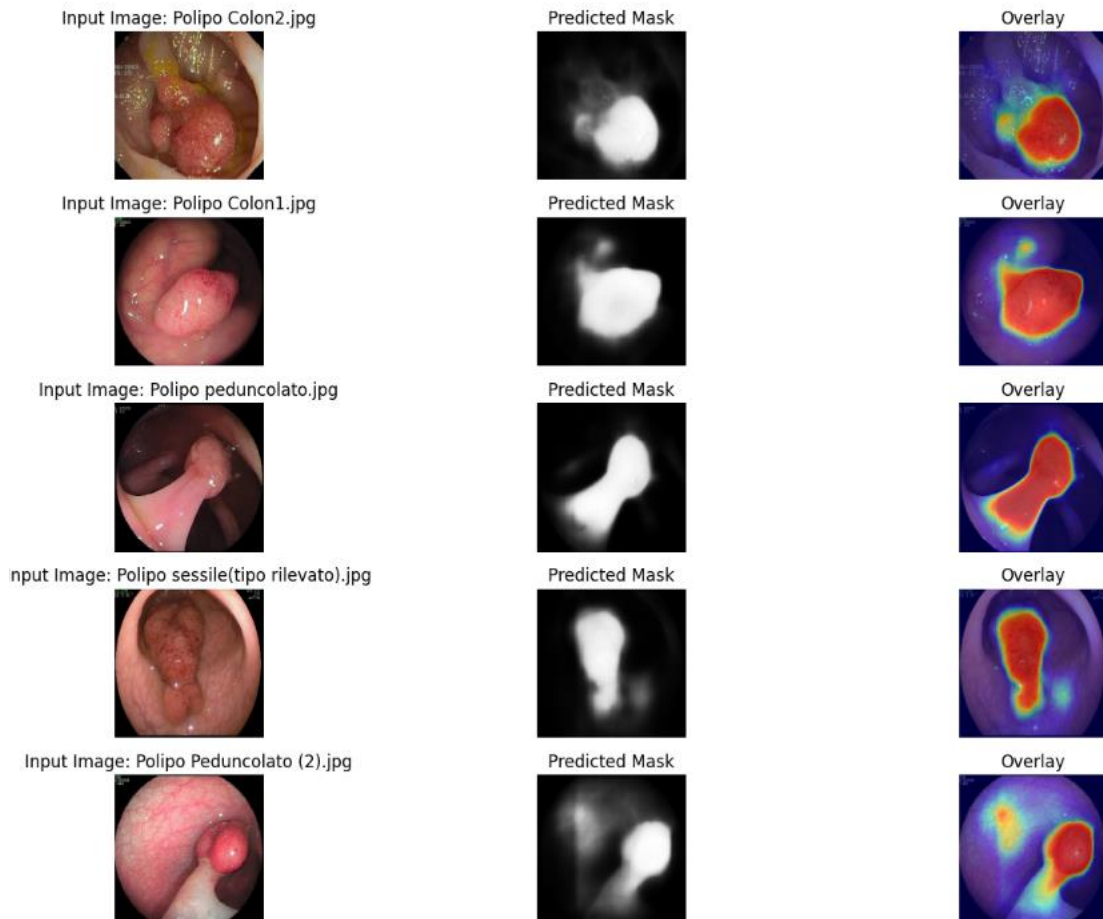 Input Image: Polipo Colon2.jpg Predicted Mask Overlay
Input Image: Polipo Colon1.jpg Predicted Mask Overlay
Input Image: Polipo peduncolato.jpg Predicted Mask Overlay
nput Image: Polipo sessile(tipo rilevato).jpg Predicted Mask Overlay
Input Image: Polipo Peduncolato (2).jpg Predicted Mask Overlay